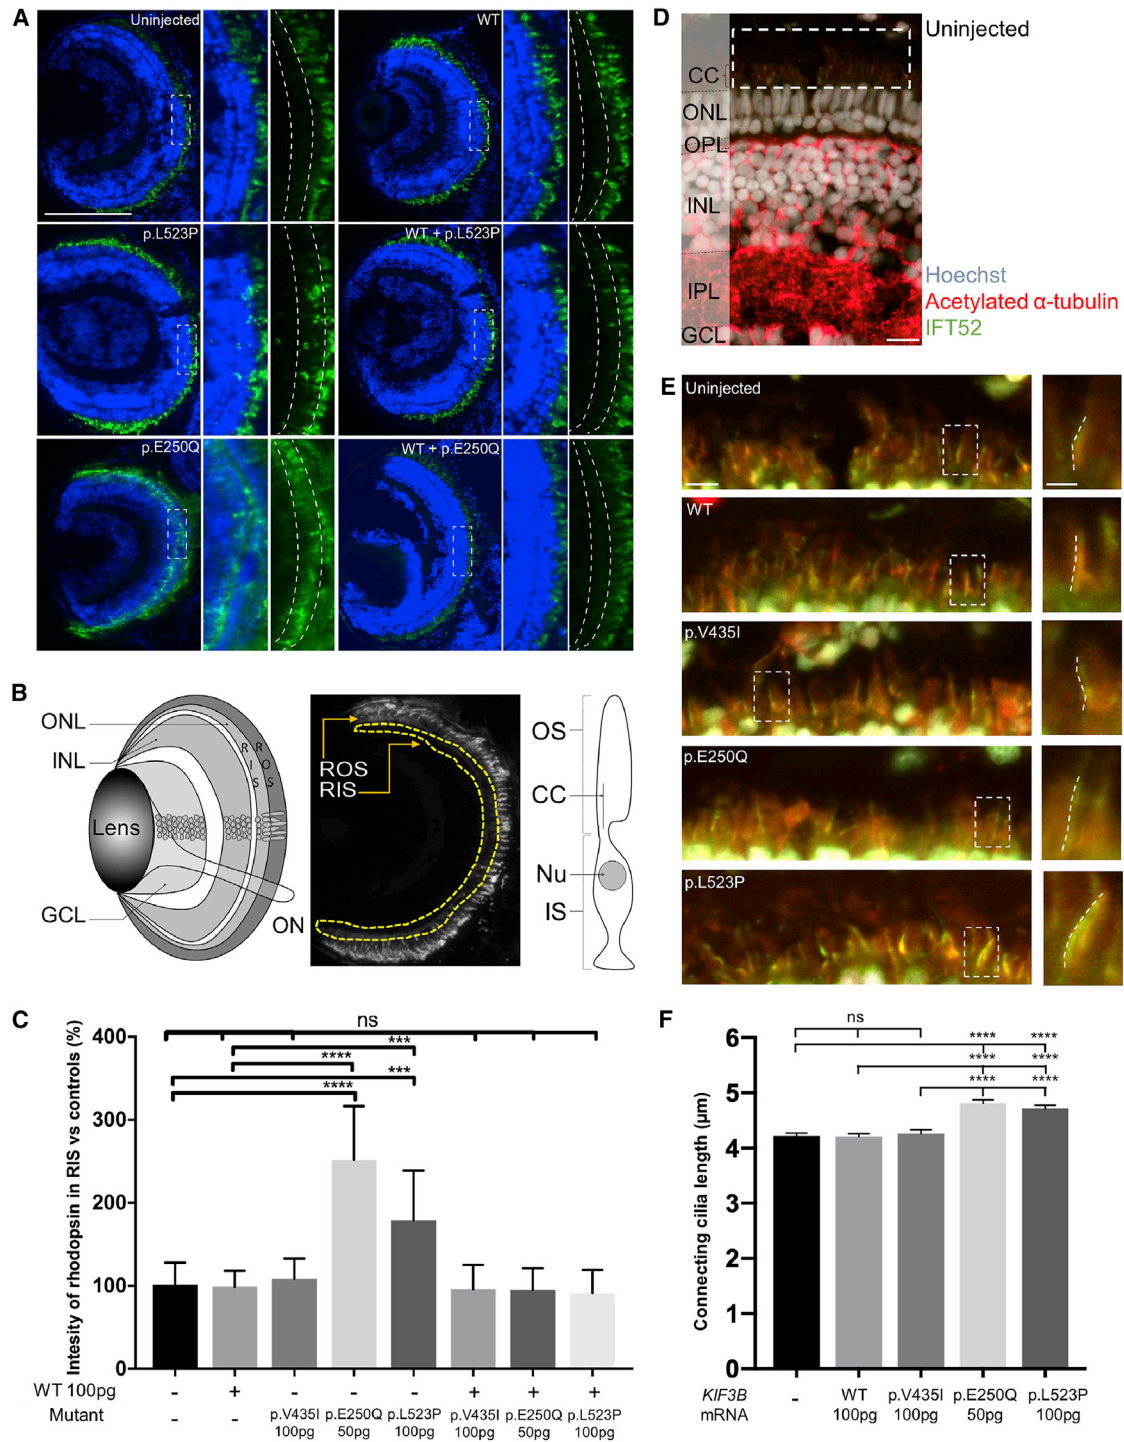 A
Uninjected
WT
p.L523P
WT + p.L523P
p.E250Q
WT + p.E250Q
B
ONL
INL
Lens
GCL
ON
R I S
R O S
ROS
RIS
OS
CC
Nu
IS
C
Intesity of rhodopsin in RIS vs controls (%)
400
300
200
100
0
ns
***
****
***
****
WT 100pg - + - - - + + +
Mutant - - p.V435I 100pg p.E250Q 50pg p.L523P 100pg p.V435I 100pg p.E250Q 50pg p.L523P 100pg
D
Uninjected
CC
ONL
OPL
INL
IPL
GCL
Hoechst
Acetylated α-tubulin
IFT52
E
Uninjected
WT
p.V435I
p.E250Q
p.L523P
F
Connecting cilia length (µm)
6
5
4
3
2
1
0
ns
**** ****
**** ****
**** ****
KIF3B mRNA - WT 100pg p.V435I 100pg p.E250Q 50pg p.L523P 100pg